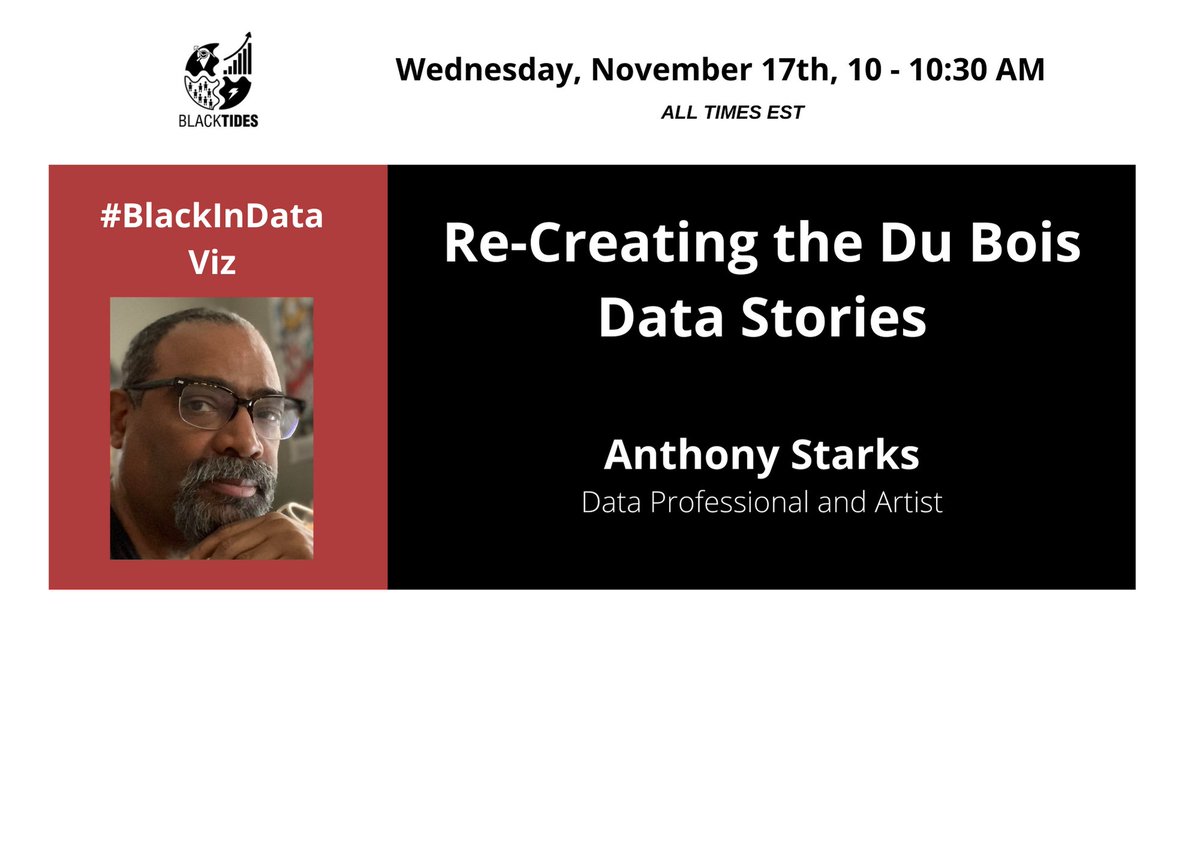 BLACKTIDES
Wednesday, November 17th, 10 - 10:30 AM
ALL TIMES EST
#BlackInData
Viz
Re-Creating the Du Bois
Data Stories
Anthony Starks
Data Professional and Artist